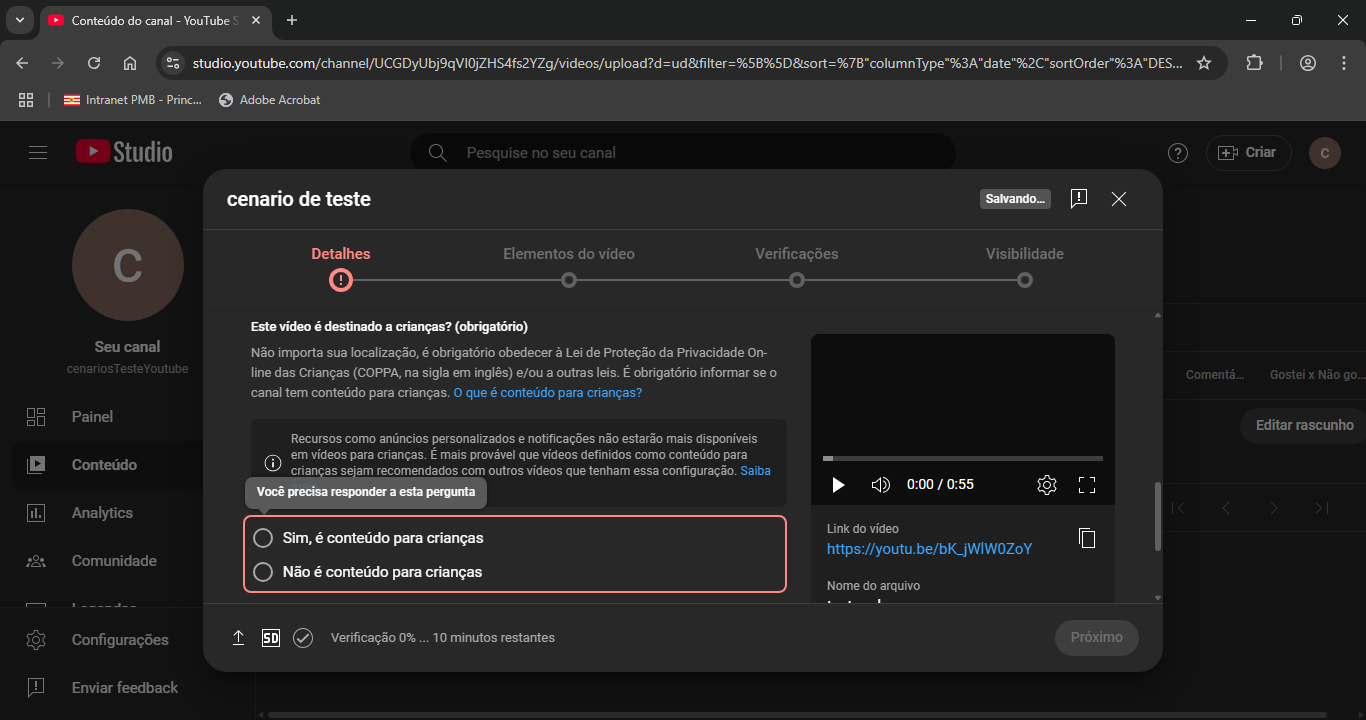 Conteúdo do canal - YouTube S
studio.youtube.com/channel/UCGDyUbj9qVI0jZHS4fs2YZg/videos/upload?d=ud&filter=%5B%5D&sort=%7B"columnType"%3A"date"%2C"sortOrder"%3A"DES...
Intranet PMB - Princ...
Adobe Acrobat
Studio
Pesquise no seu canal
Criar
C
cenario de teste
Salvando...
Detalhes
Elementos do vídeo
Verificações
Visibilidade
C
Seu canal
cenariosTesteYoutube
Painel
Conteúdo
Analytics
Comunidade
Configurações
Enviar feedback
Este vídeo é destinado a crianças? (obrigatório)
Não importa sua localização, é obrigatório obedecer à Lei de Proteção da Privacidade On-
line das Crianças (COPPA, na sigla em inglês) e/ou a outras leis. É obrigatório informar se o
canal tem conteúdo para crianças. O que é conteúdo para crianças?
Recursos como anúncios personalizados e notificações não estarão mais disponíveis
em vídeos para crianças. É mais provável que vídeos definidos como conteúdo para
crianças sejam recomendados com outros vídeos que tenham essa configuração. Saiba
Você precisa responder a esta pergunta
Sim, é conteúdo para crianças
Não é conteúdo para crianças
0:00 / 0:55
Link do vídeo
https://youtu.be/bK_jWlW0ZoY
Nome do arquivo
Comentá...
Gostei x Não go...
Editar rascunho
SD
Verificação 0% ... 10 minutos restantes
Próximo